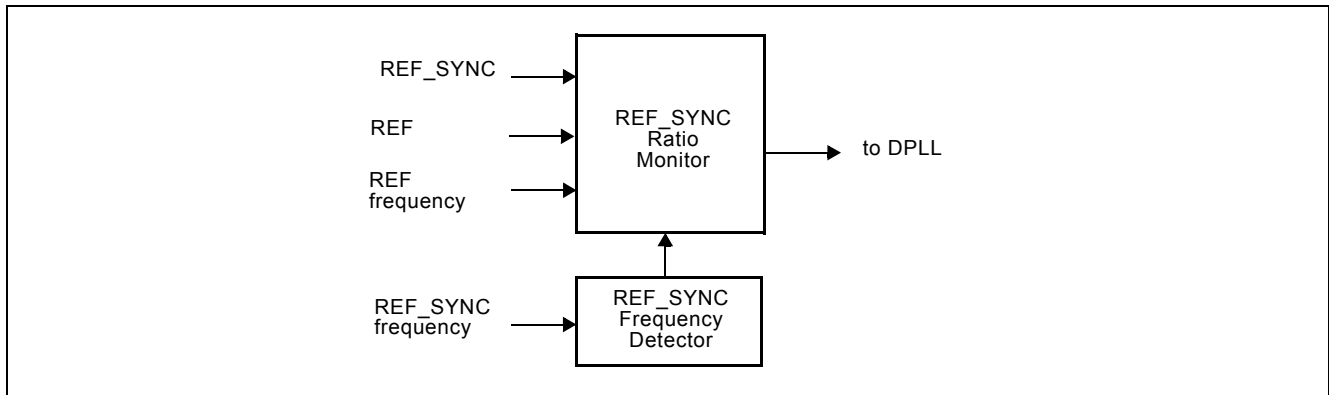 REF_SYNC
REF
REF
frequency
REF_SYNC
Ratio
Monitor
to DPLL
REF_SYNC
frequency
REF_SYNC
Frequency
Detector